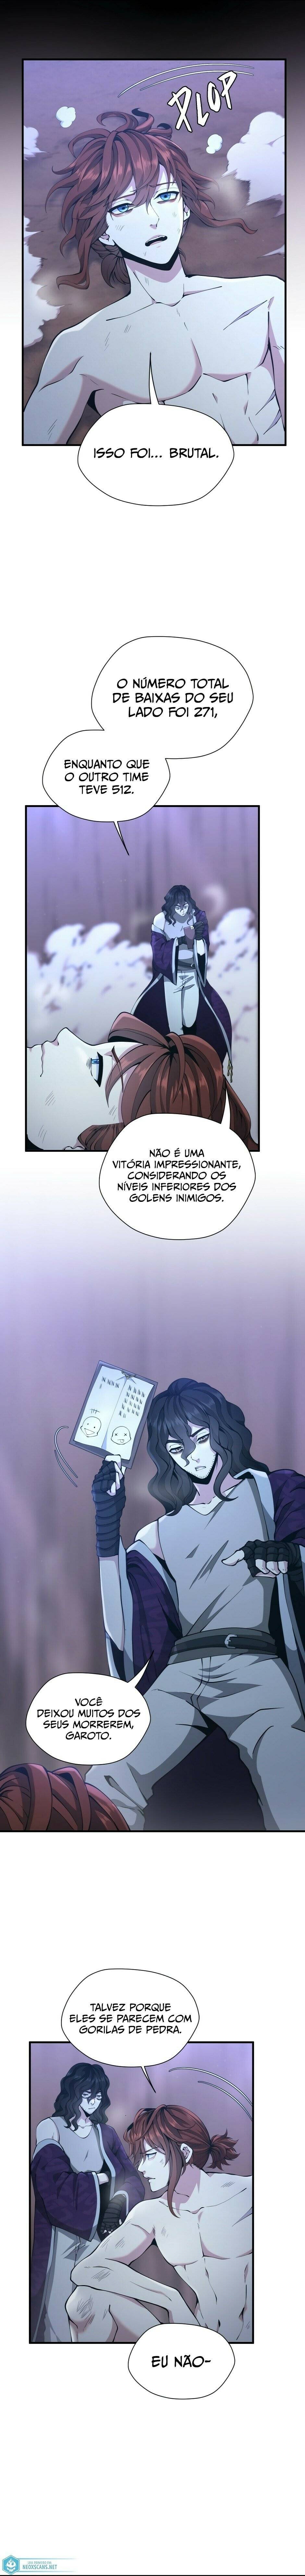 PLOP
ISSO FOI... BRUTAL.
O NÚMERO TOTAL
DE BAIXAS DO SEU
LADO FOI 271,
ENQUANTO QUE
O OUTRO TIME
TEVE 512.
NÃO É UMA
VITÓRIA IMPRESSIONANTE,
CONSIDERANDO OS
NÍVEIS INFERIORES DOS
GOLENS INIMIGOS.
VOCÊ
DEIXOU MUITOS DOS
SEUS MORREREM,
GAROTO.
TALVEZ PORQUE
ELES SE PARECEM COM
GORILAS DE PEDRA.
EU NÃO-
NEOXSCANS.NET